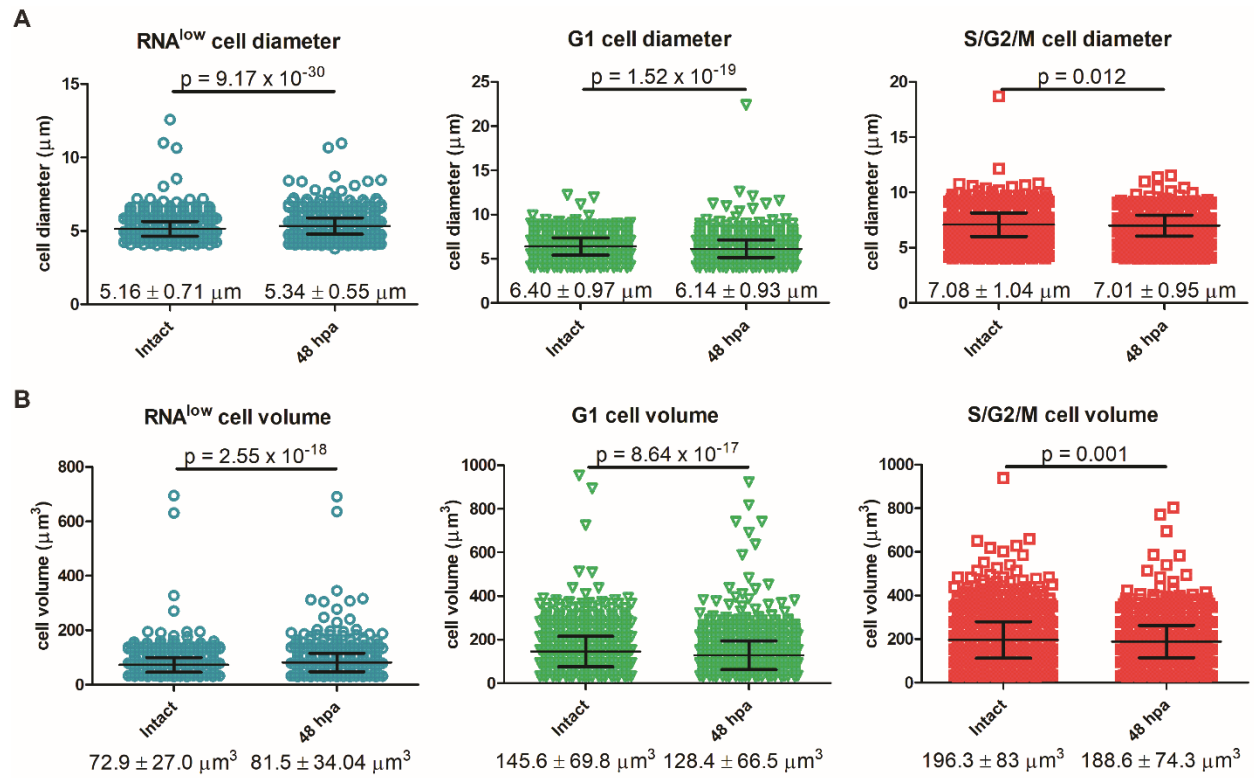 A
RNA^low cell diameter
p = 9.17 x 10^-30
cell diameter (μm)
15
10
5
0
5.16 ± 0.71 μm
5.34 ± 0.55 μm
Intact
48 hpa
G1 cell diameter
p = 1.52 x 10^-19
cell diameter (μm)
25
20
15
10
5
0
6.40 ± 0.97 μm
6.14 ± 0.93 μm
Intact
48 hpa
S/G2/M cell diameter
p = 0.012
cell diameter (μm)
20
15
10
5
0
7.08 ± 1.04 μm
7.01 ± 0.95 μm
Intact
48 hpa
B
RNA^low cell volume
p = 2.55 x 10^-18
cell volume (μm³)
800
600
400
200
0
Intact
48 hpa
72.9 ± 27.0 μm³
81.5 ± 34.04 μm³
G1 cell volume
p = 8.64 x 10^-17
cell volume (μm³)
1000
800
600
400
200
0
Intact
48 hpa
145.6 ± 69.8 μm³
128.4 ± 66.5 μm³
S/G2/M cell volume
p = 0.001
cell volume (μm³)
1000
800
600
400
200
0
Intact
48 hpa
196.3 ± 83 μm³
188.6 ± 74.3 μm³